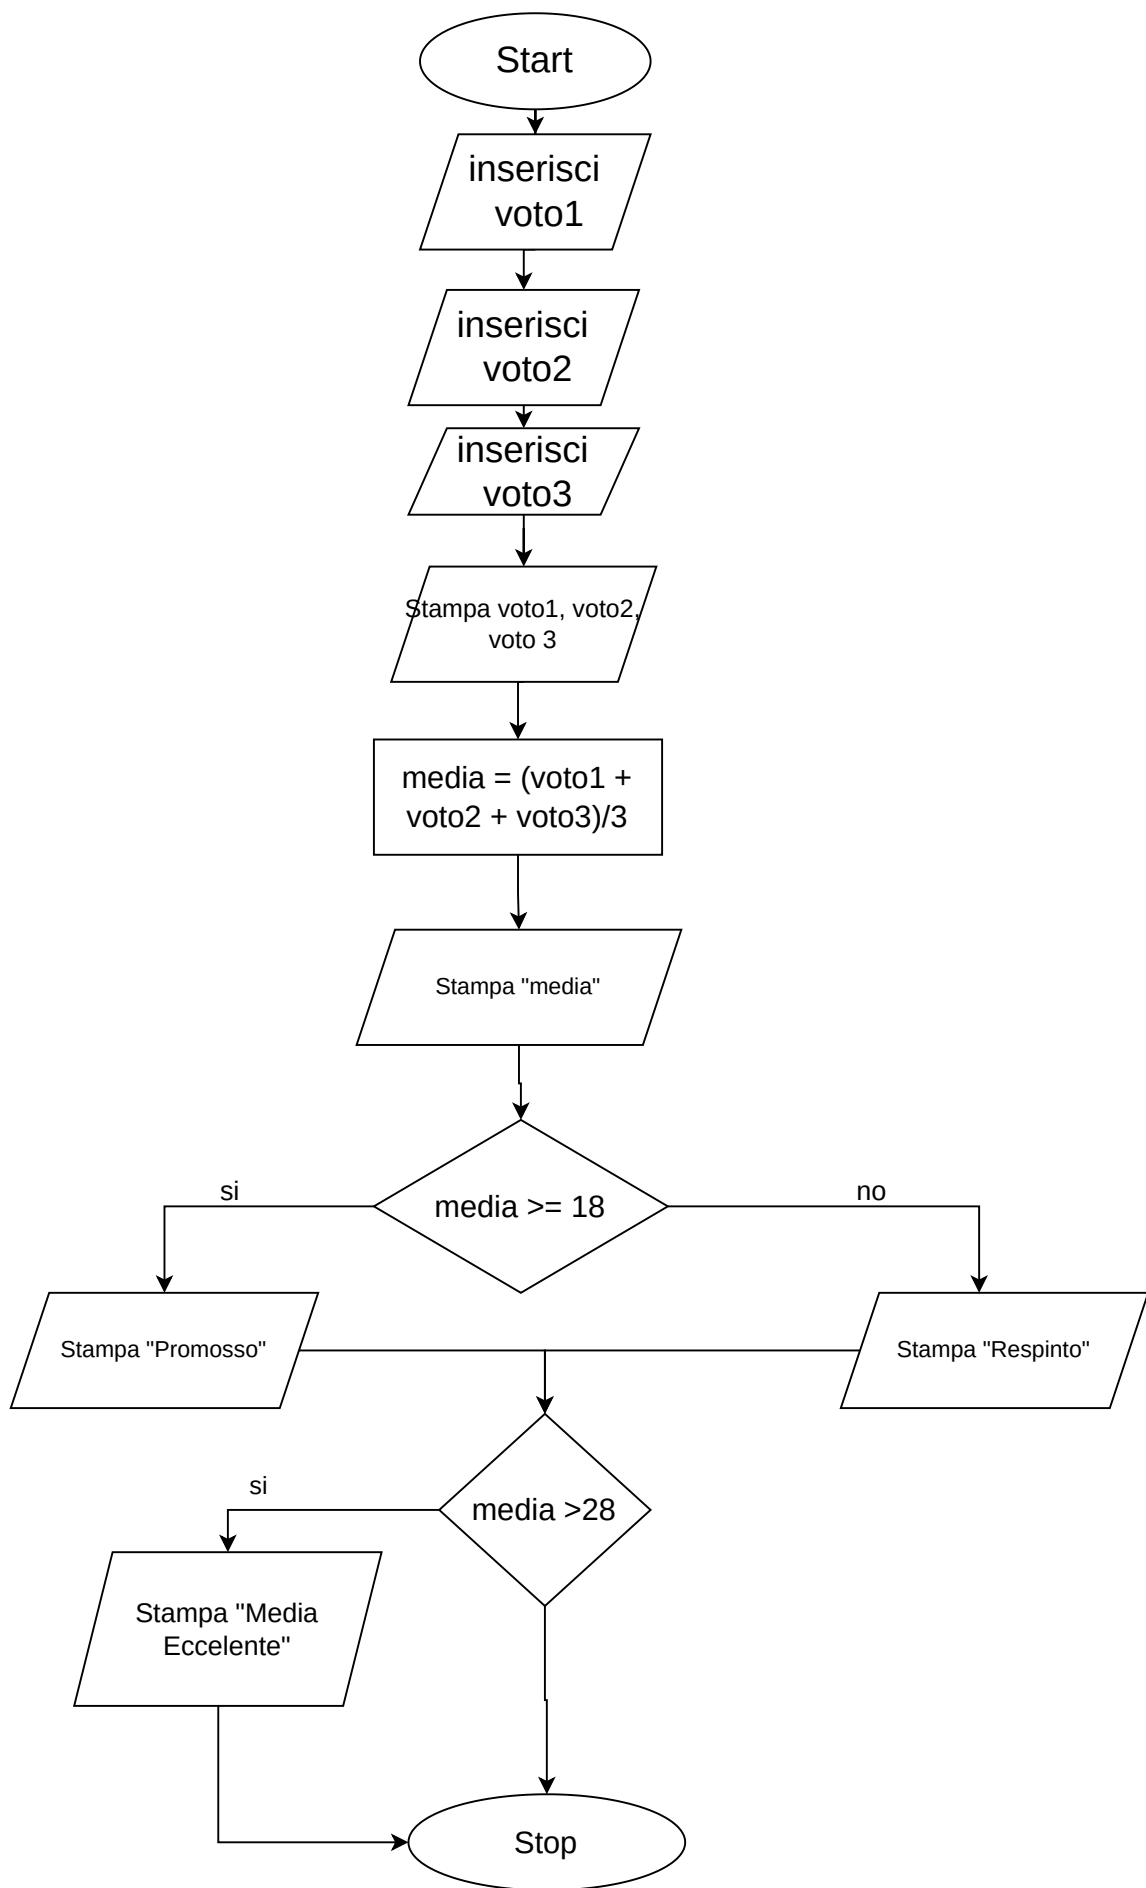 Start
inserisci
voto1
inserisci
voto2
inserisci
voto3
Stampa voto1, voto2,
voto 3
media = (voto1 +
voto2 + voto3)/3
Stampa "media"
media >= 18
si
no
Stampa "Promosso"
Stampa "Respinto"
media >28
si
Stampa "Media
Eccelente"
Stop